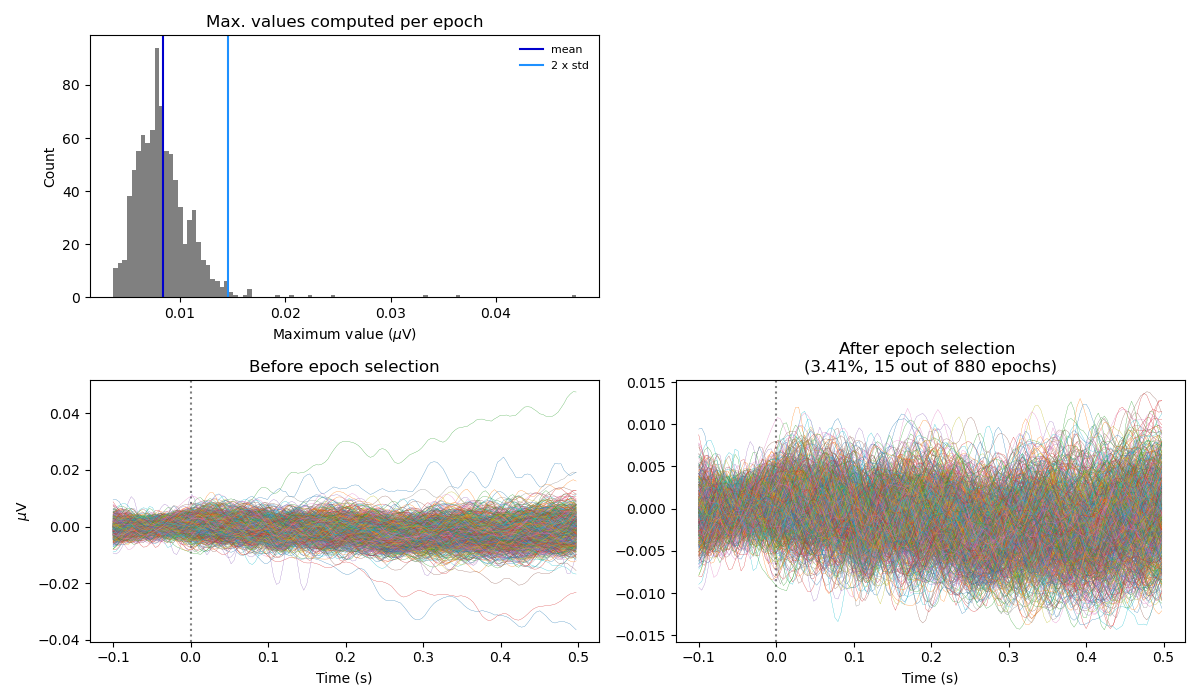 Max. values computed per epoch
mean
2 x std
80
60
40
20
0
Count
0.01 0.02 0.03 0.04
Maximum value (μV)
Before epoch selection
0.04
0.02
0.00
−0.02
−0.04
μV
−0.1 0.0 0.1 0.2 0.3 0.4 0.5
Time (s)
After epoch selection
(3.41%, 15 out of 880 epochs)
0.015
0.010
0.005
0.000
−0.005
−0.010
−0.015
−0.1 0.0 0.1 0.2 0.3 0.4 0.5
Time (s)